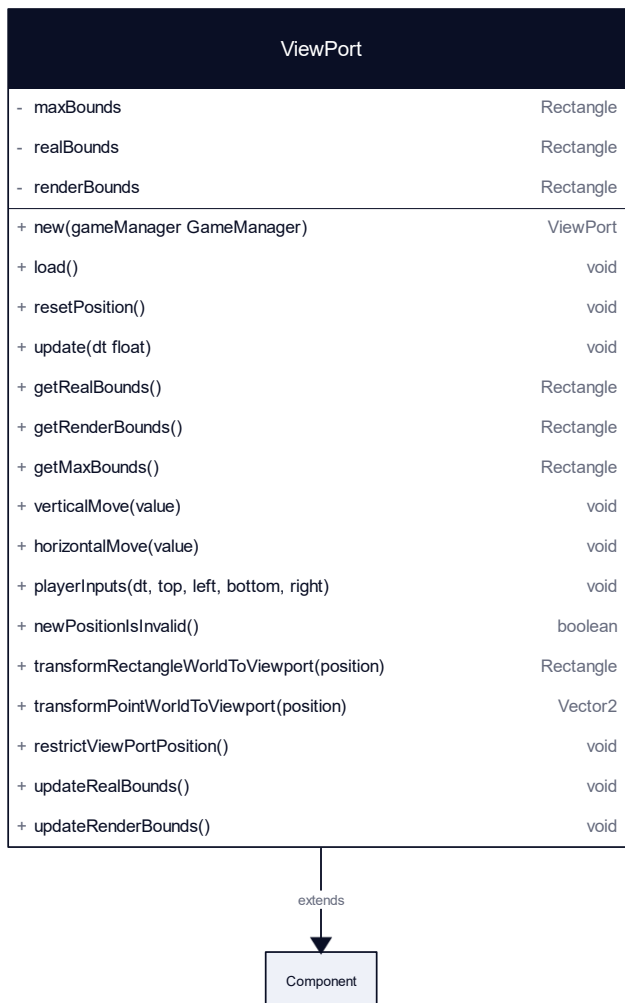 ViewPort
- maxBounds Rectangle
- realBounds Rectangle
- renderBounds Rectangle
+ new(gameManager GameManager) ViewPort
+ load() void
+ resetPosition() void
+ update(dt float) void
+ getRealBounds() Rectangle
+ getRenderBounds() Rectangle
+ getMaxBounds() Rectangle
+ verticalMove(value) void
+ horizontalMove(value) void
+ playerInputs(dt, top, left, bottom, right) void
+ newPositionIsInvalid() boolean
+ transformRectangleWorldToViewport(position) Rectangle
+ transformPointWorldToViewport(position) Vector2
+ restrictViewPortPosition() void
+ updateRealBounds() void
+ updateRenderBounds() void
extends
Component